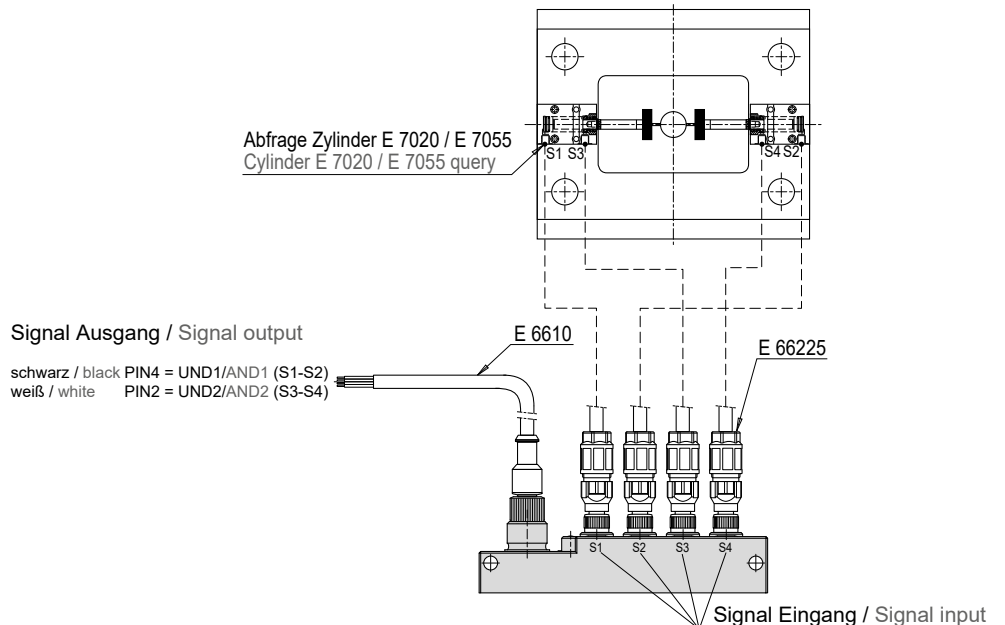 Abfrage Zylinder E 7020 / E 7055
Cylinder E 7020 / E 7055 query
S1 S3
S4 S2
Signal Ausgang / Signal output
schwarz / black PIN4 = UND1/AND1 (S1-S2)
weiß / white PIN2 = UND2/AND2 (S3-S4)
E 6610
E 66225
S1 S2 S3 S4
Signal Eingang / Signal input